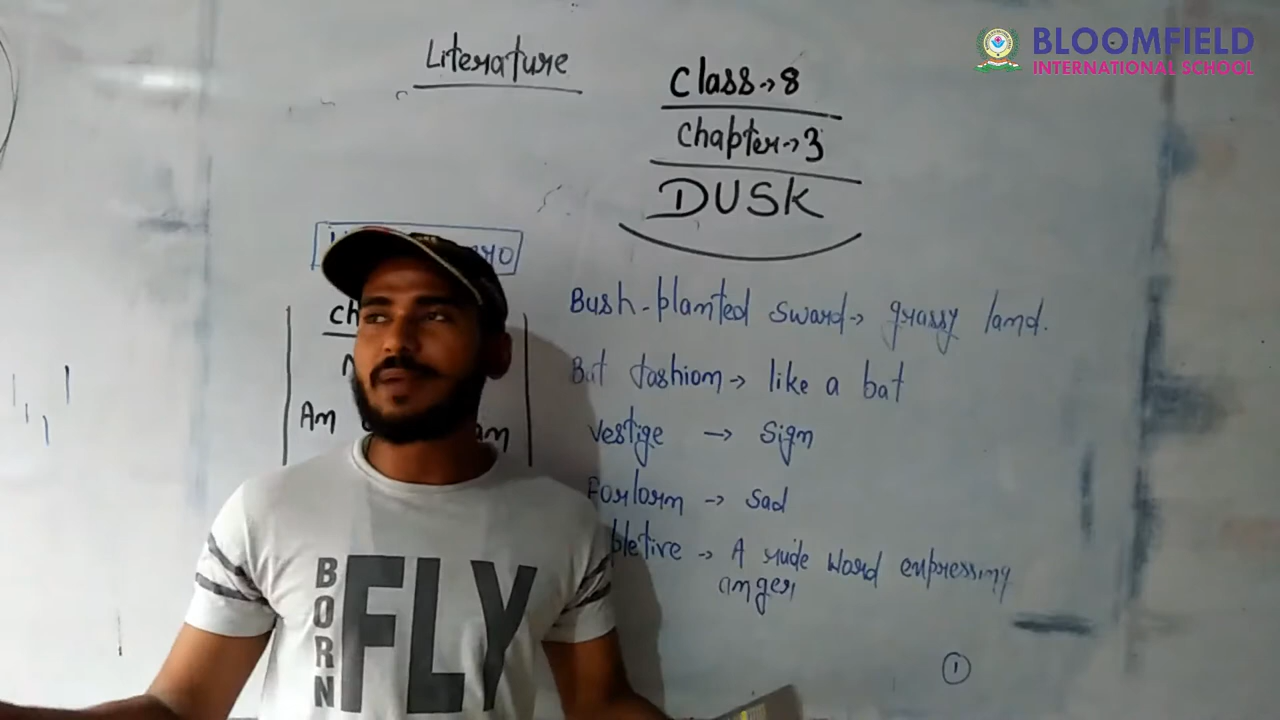 BLOOMFIELD
INTERNATIONAL SCHOOL
Literature
Class → 8
Chapter → 3
DUSK
Bush-planted sward → grassy land.
Bat fashion → like a bat
Vestige → Sign
Forlorn → Sad
A rude word expressing
anger
Am
1
BORN
FLY